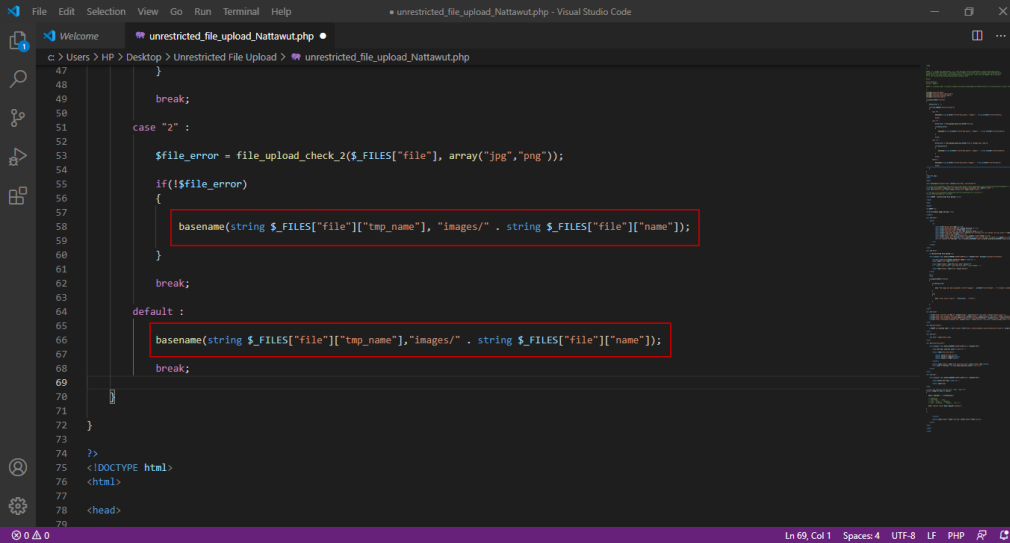 File Edit Selection View Go Run Terminal Help
● unrestricted_file_upload_Nattawut.php - Visual Studio Code
Welcome
unrestricted_file_upload_Nattawut.php ●
c: > Users > HP > Desktop > Unrestricted File Upload > unrestricted_file_upload_Nattawut.php
1
47 }
48
49 break;
50
51 case "2" :
52
53 $file_error = file_upload_check_2($_FILES["file"], array("jpg","png"));
54
55 if(!$file_error)
56 {
57
58 basename(string $_FILES["file"]["tmp_name"], "images/" . string $_FILES["file"]["name"]);
59
60 }
61
62 break;
63
64 default :
65
66 basename(string $_FILES["file"]["tmp_name"],"images/" . string $_FILES["file"]["name"]);
67
68 break;
69
70 }
71
72 }
73
74 ?>
75 <!DOCTYPE html>
76 <html>
77
78 <head>
79
0 0 Ln 69, Col 1 Spaces: 4 UTF-8 LF PHP